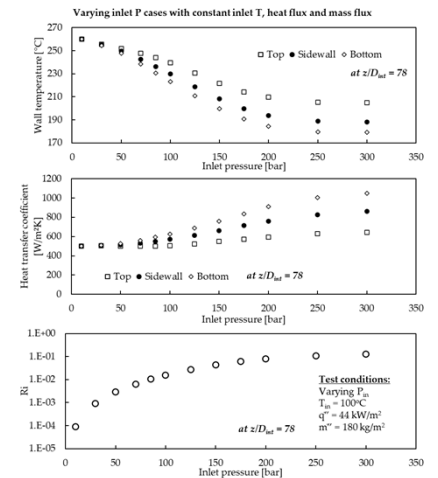 Varying inlet P cases with constant inlet T, heat flux and mass flux
270
250
230
210
190
170
Wall temperature [°C]
□ Top ● Sidewall ◇ Bottom
at z/D_int = 78
0 50 100 150 200 250 300 350
Inlet pressure [bar]
1200
1000
800
600
400
200
0
Heat transfer coefficient
[W/m²K]
□ Top ● Sidewall ◇ Bottom at z/D_int = 78
0 50 100 150 200 250 300 350
Inlet pressure [bar]
1.E+00
1.E-01
1.E-02
1.E-03
1.E-04
1.E-05
Ri
Test conditions:
Varying P_in
T_in = 100°C
q″ = 44 kW/m²
m″ = 180 kg/m²
at z/D_int = 78
0 50 100 150 200 250 300 350
Inlet pressure [bar]